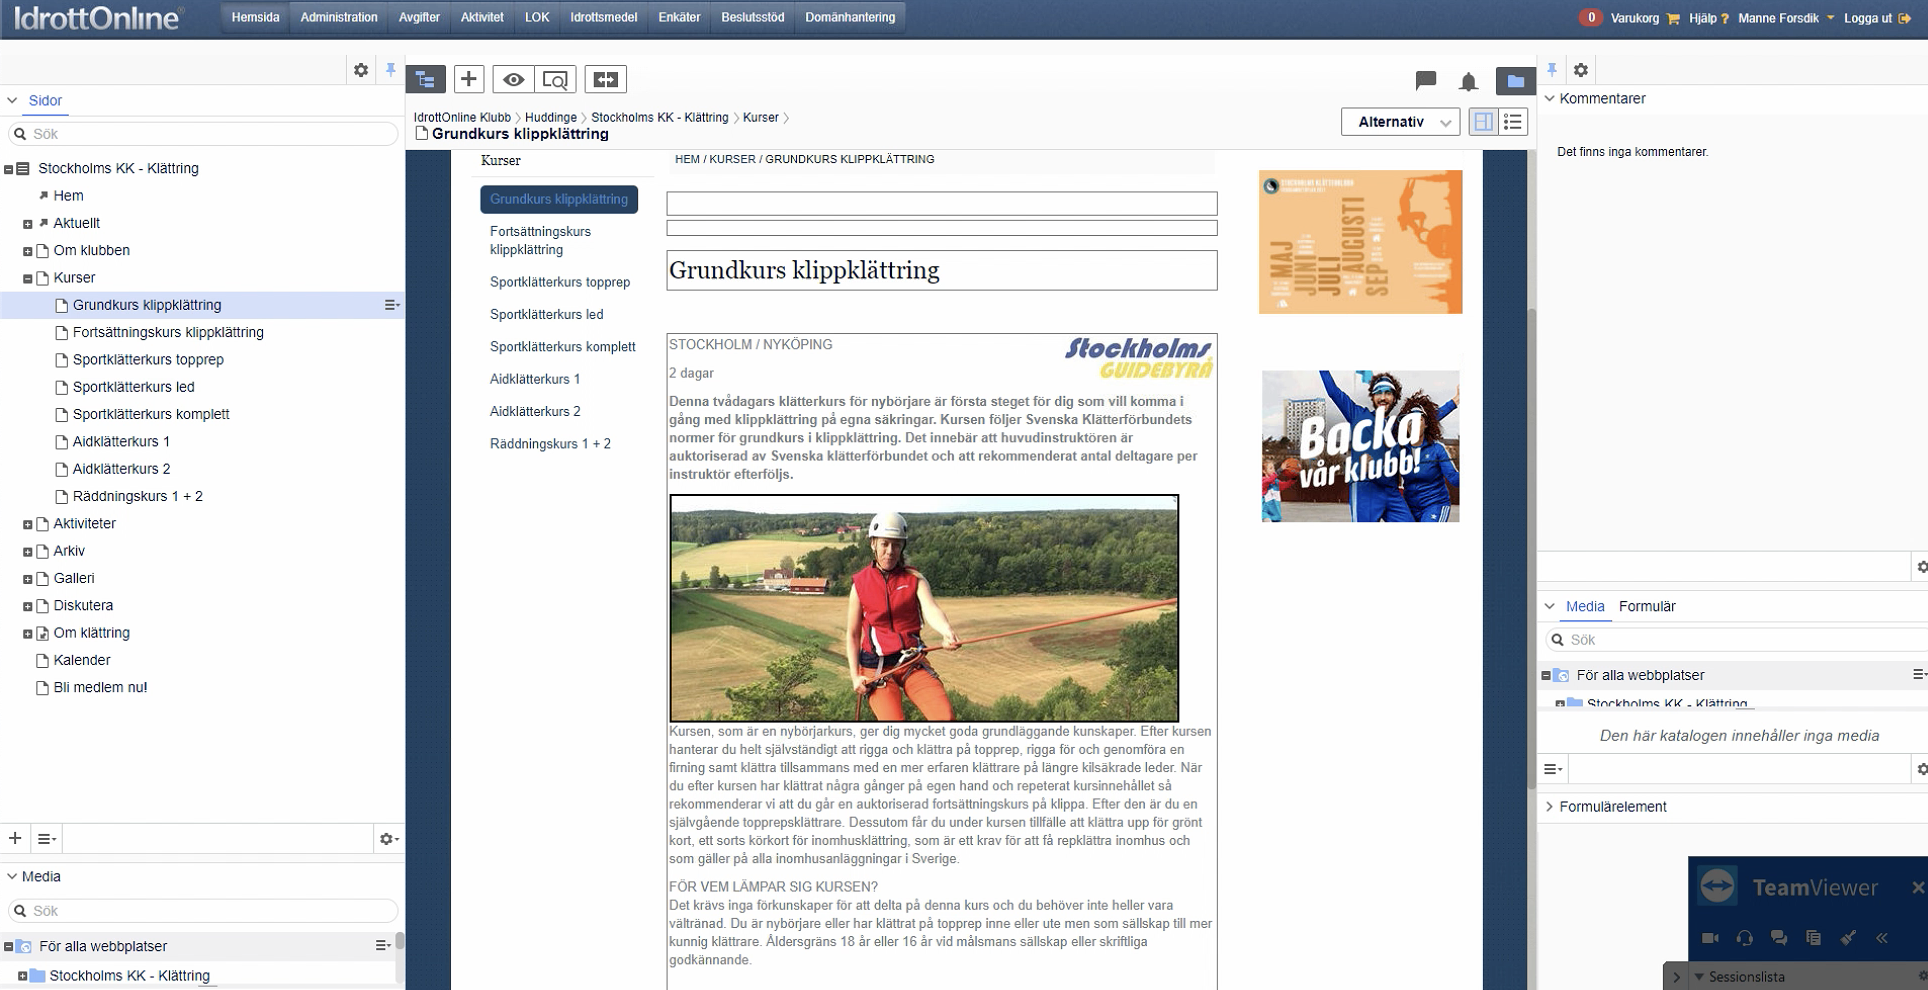 IdrottOnline
Hemsida Administration Avgifter Aktivitet LOK Idrottsmedel Enkäter Beslutsstöd Domänhantering
0 Varukorg Hjälp ? Manne Forsdik Logga ut
Sidor
Sök
Stockholms KK - Klättring
Hem
Aktuellt
Om klubben
Kurser
Grundkurs klippklättring
Fortsättningskurs klippklättring
Sportklätterkurs topprep
Sportklätterkurs led
Sportklätterkurs komplett
Aidklätterkurs 1
Aidklätterkurs 2
Räddningskurs 1 + 2
Aktiviteter
Arkiv
Galleri
Diskutera
Om klättring
Kalender
Bli medlem nu!
Media
Sök
För alla webbplatser
Stockholms KK - Klättring
IdrottOnline Klubb > Huddinge > Stockholms KK - Klättring > Kurser >
Grundkurs klippklättring
Alternativ
Kurser
Grundkurs klippklättring
Fortsättningskurs
klippklättring
Sportklätterkurs topprep
Sportklätterkurs led
Sportklätterkurs komplett
Aidklätterkurs 1
Aidklätterkurs 2
Räddningskurs 1 + 2
HEM / KURSER / GRUNDKURS KLIPPKLÄTTRING
Grundkurs klippklättring
STOCKHOLM / NYKÖPING
Stockholms
GUIDEBYRÅ
2 dagar
Denna tvådagars klätterkurs för nybörjare är första steget för dig som vill komma i
gång med klippklättring på egna säkringar. Kursen följer Svenska Klätterförbundets
normer för grundkurs i klippklättring. Det innebär att huvudinstruktören är
auktoriserad av Svenska klätterförbundet och att rekommenderat antal deltagare per
instruktör efterföljs.
Kursen, som är en nybörjarkurs, ger dig mycket goda grundläggande kunskaper. Efter kursen
hanterar du helt självständigt att rigga och klättra på topprep, rigga för och genomföra en
firning samt klättra tillsammans med en mer erfaren klättrare på längre kilsäkrade leder. När
du efter kursen har klättrat några gånger på egen hand och repeterat kursinnehållet så
rekommenderar vi att du går en auktoriserad fortsättningskurs på klippa. Efter den är du en
självgående topprepsklättrare. Dessutom får du under kursen tillfälle att klättra upp för grönt
kort, ett sorts körkort för inomhusklättring, som är ett krav för att få repklättra inomhus och
som gäller på alla inomhusanläggningar i Sverige.
FÖR VEM LÄMPAR SIG KURSEN?
Det krävs inga förkunskaper för att delta på denna kurs och du behöver inte heller vara
vältränad. Du är nybörjare eller har klättrat på topprep inne eller ute men som sällskap till mer
kunnig klättrare. Åldersgräns 18 år eller 16 år vid målsmans sällskap eller skriftliga
godkännande.
STOCKHOLMS KLÄTTERKLUBB
MAJ
JUNI
JULI
AUGUSTI
SEP
Backa
vår klubb!
Kommentarer
Det finns inga kommentarer.
Media Formulär
Sök
För alla webbplatser
Stockholms KK - Klättring
Den här katalogen innehåller inga media
Formulärelement
TeamViewer
Sessionslista